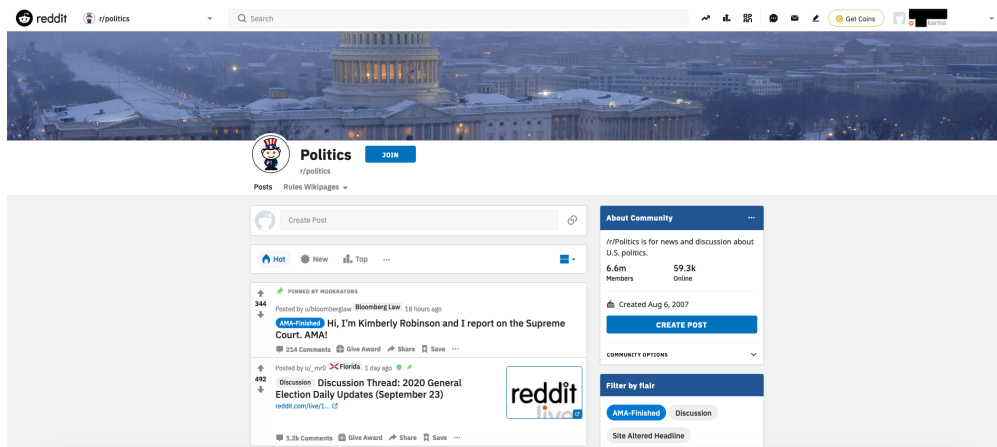 reddit
r/politics
Search
Get Coins
karma
Politics
JOIN
r/politics
Posts
Rules Wikipages
Create Post
Hot
New
Top
...
PINNED BY MODERATORS
344
Posted by u/bloomberglaw Bloomberg Law 18 hours ago
AMA-Finished Hi, I'm Kimberly Robinson and I report on the Supreme
Court. AMA!
214 Comments Give Award Share Save ...
Posted by u/_mr0 Florida 1 day ago
492
Discussion Discussion Thread: 2020 General
Election Daily Updates (September 23)
reddit.com/live/1...
reddit
live
1.2k Comments Give Award Share Save ...
About Community
...
/r/Politics is for news and discussion about
U.S. politics.
6.6m 59.3k
Members Online
Created Aug 6, 2007
CREATE POST
COMMUNITY OPTIONS
Filter by flair
AMA-Finished Discussion
Site Altered Headline